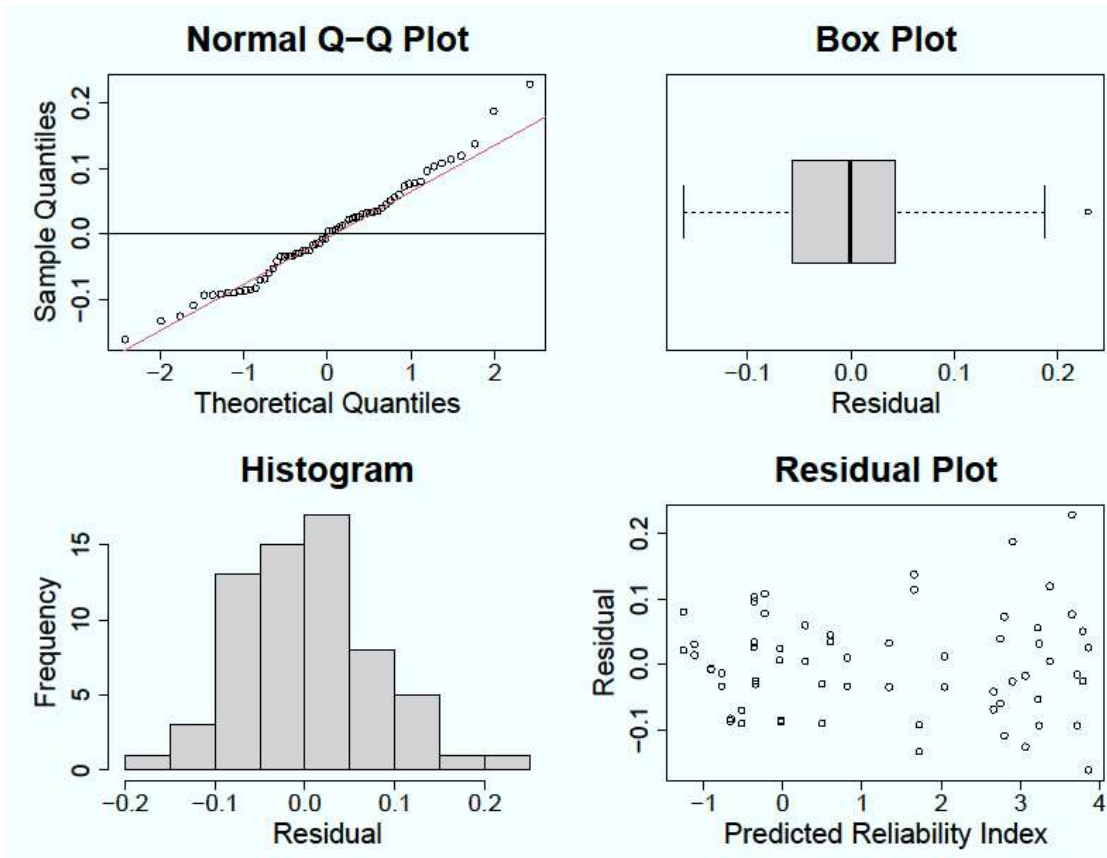 Normal Q−Q Plot
Sample Quantiles
0.2
0.1
0.0
−0.1
−2 −1 0 1 2
Theoretical Quantiles
Box Plot
−0.1 0.0 0.1 0.2
Residual
Histogram
Frequency
15
10
5
0
−0.2 −0.1 0.0 0.1 0.2
Residual
Residual Plot
Residual
0.2
0.1
0.0
−0.1
−1 0 1 2 3 4
Predicted Reliability Index